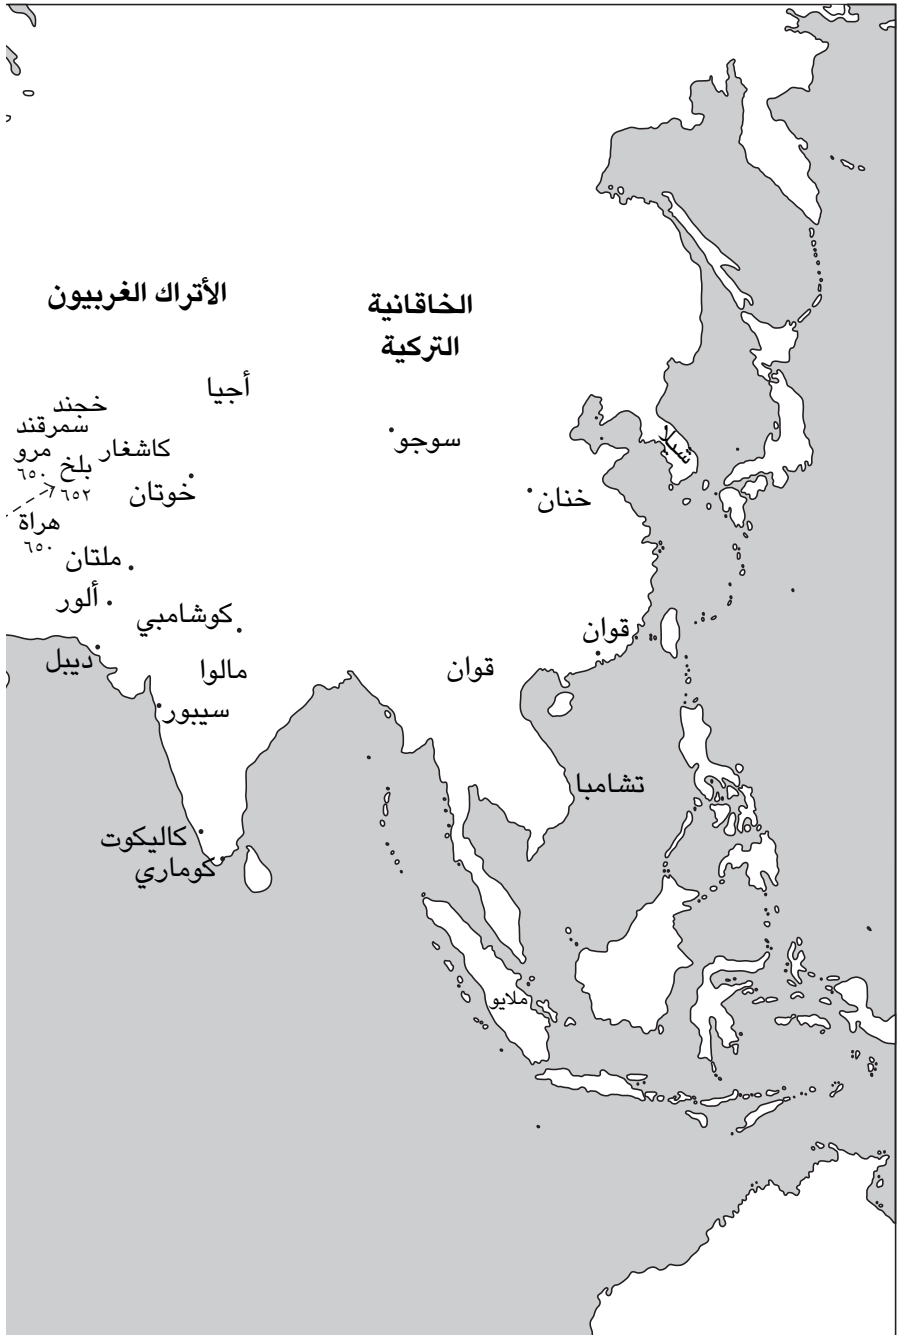 الأتراك الغربيون
الخاقانية
التركية
أجيا
خجند
سمرقند
مرو
٦٥٠
كاشغار
بلخ
٦٥٢
خوتان
هراة
٦٥٠
سوجو
خنان
شيلا
ملتان
ألور
كوشامبي
ديبل
مالوا
سيبور
قوان
قوان
تشامبا
كاليكوت
كوماري
ملايو